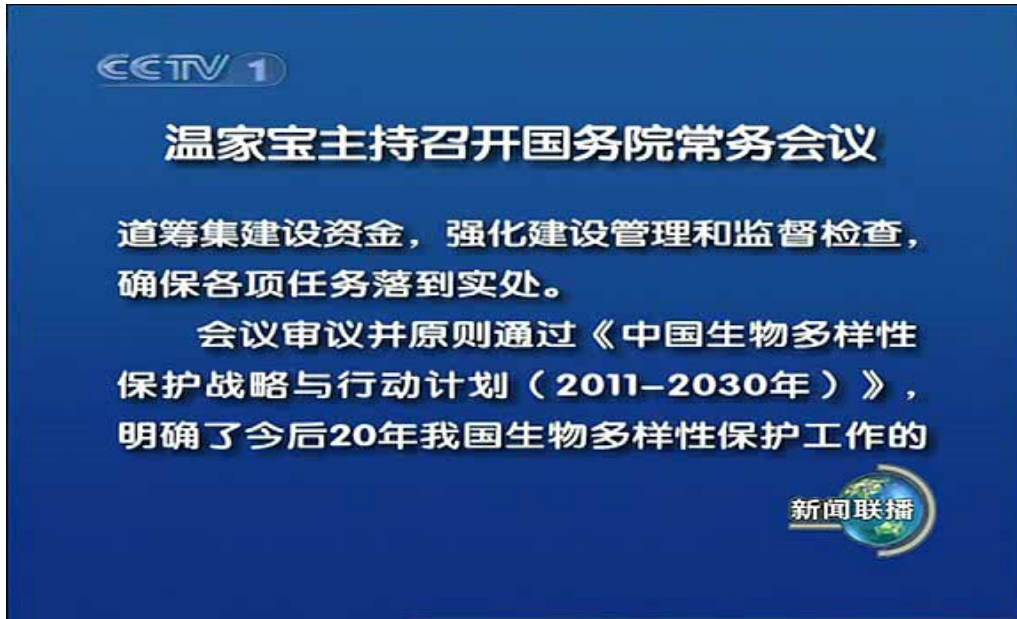 CCTV 1
温家宝主持召开国务院常务会议
道筹集建设资金，强化建设管理和监督检查，
确保各项任务落到实处。
会议审议并原则通过《中国生物多样性
保护战略与行动计划（2011-2030年）》，
明确了今后20年我国生物多样性保护工作的
新闻联播